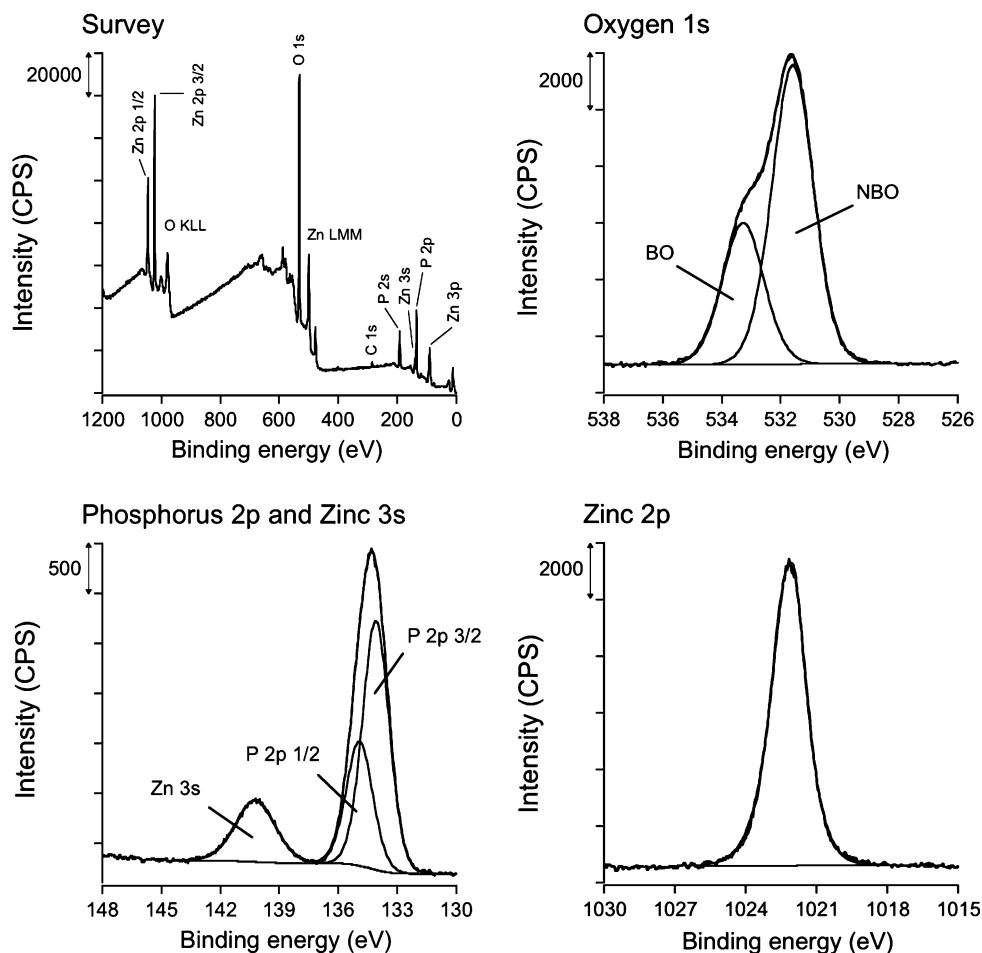 Survey
20000
Intensity (CPS)
Zn 2p 1/2
Zn 2p 3/2
O KLL
O 1s
Zn LMM
C 1s
P 2s
Zn 3s
P 2p
Zn 3p
1200 1000 800 600 400 200 0
Binding energy (eV)
Oxygen 1s
2000
Intensity (CPS)
BO
NBO
538 536 534 532 530 528 526
Binding energy (eV)
Phosphorus 2p and Zinc 3s
500
Intensity (CPS)
P 2p 3/2
P 2p 1/2
Zn 3s
148 145 142 139 136 133 130
Binding energy (eV)
Zinc 2p
2000
Intensity (CPS)
1030 1027 1024 1021 1018 1015
Binding energy (eV)